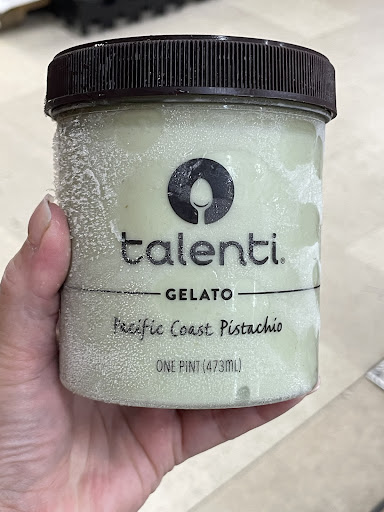 talenti®
GELATO
Pacific Coast Pistachio
ONE PINT (473mL)